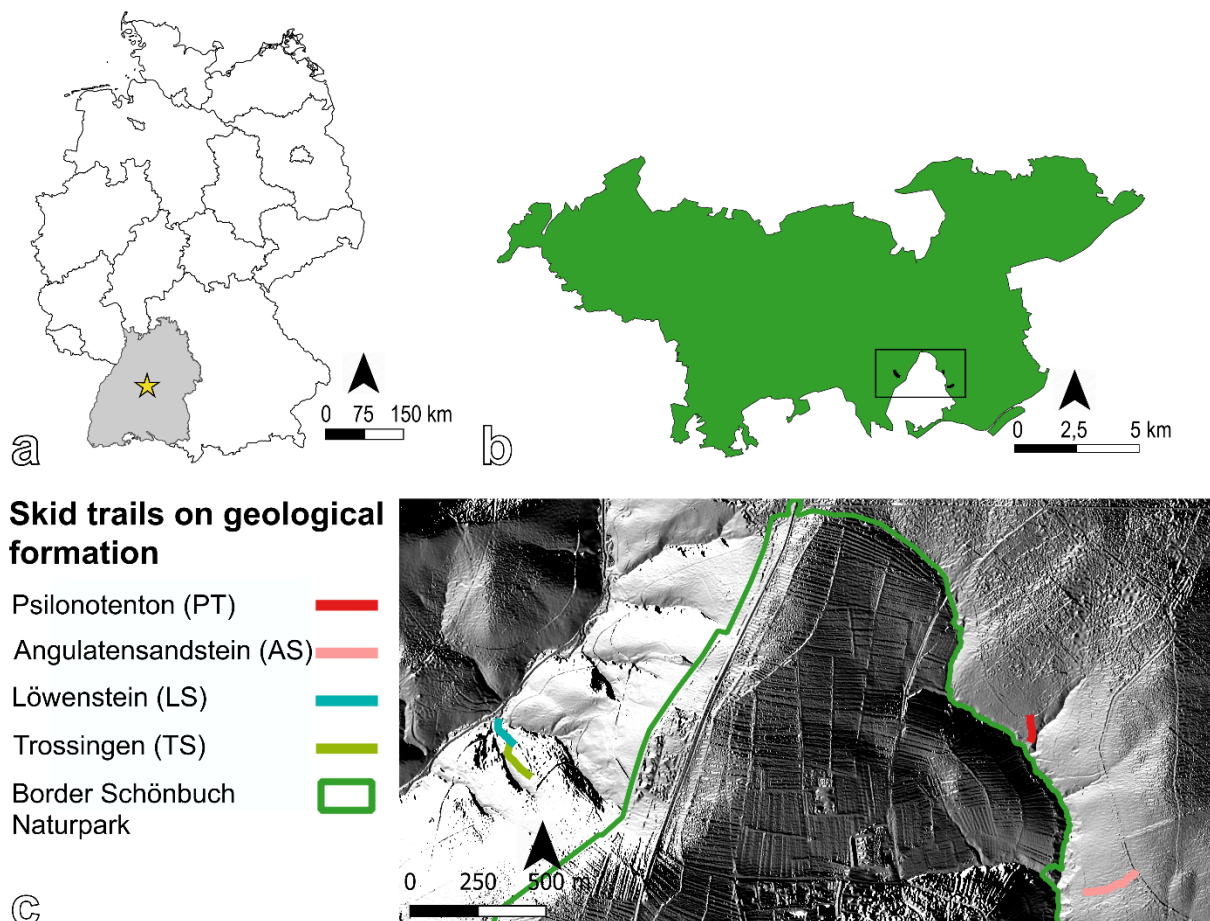 0 75 150 km
a
0 2,5 5 km
b
Skid trails on geological
formation
Psilonotenton (PT)
Angulatensandstein (AS)
Löwenstein (LS)
Trossingen (TS)
Border Schönbuch
Naturpark
0 250 500 m
c